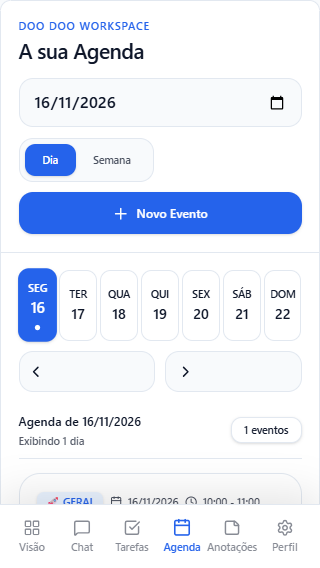 DOO DOO WORKSPACE
A sua Agenda
16/11/2026
Dia Semana
Novo Evento
SEG TER QUA QUI SEX SÁB DOM
16 17 18 19 20 21 22
Agenda de 16/11/2026
1 eventos
Exibindo 1 dia
GERAL 16/11/2026 10:00 - 11:00
Visão Chat Tarefas Agenda Anotações Perfil